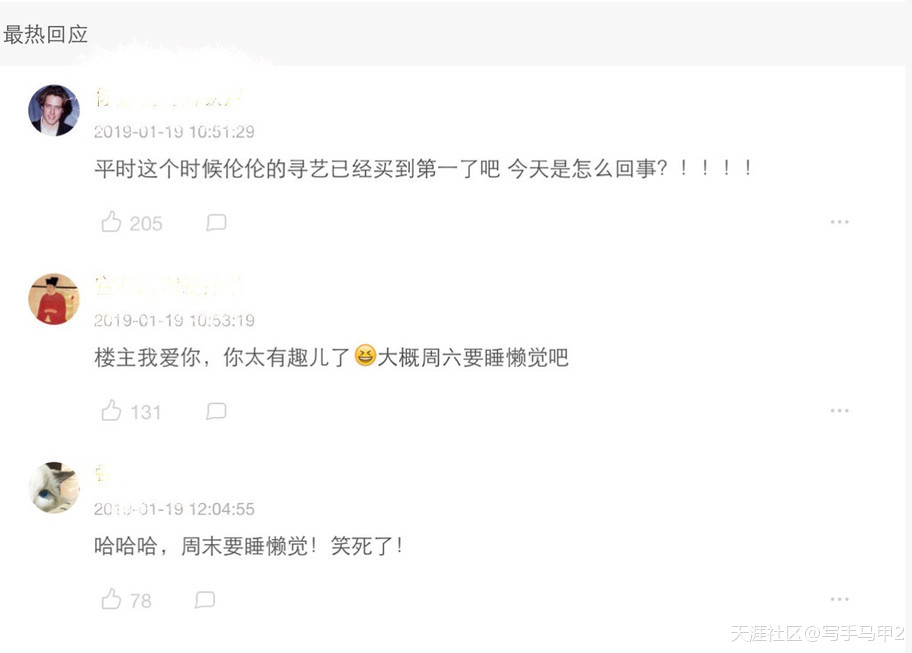 最热回应
2019-01-19 10:51:29
平时这个时候伦伦的寻艺已经买到第一了吧 今天是怎么回事？！！！！
205
2019-01-19 10:53:19
楼主我爱你，你太有趣儿了😆大概周六要睡懒觉吧
131
2019-01-19 12:04:55
哈哈哈，周末要睡懒觉！笑死了！
78
天涯社区@写手马甲2